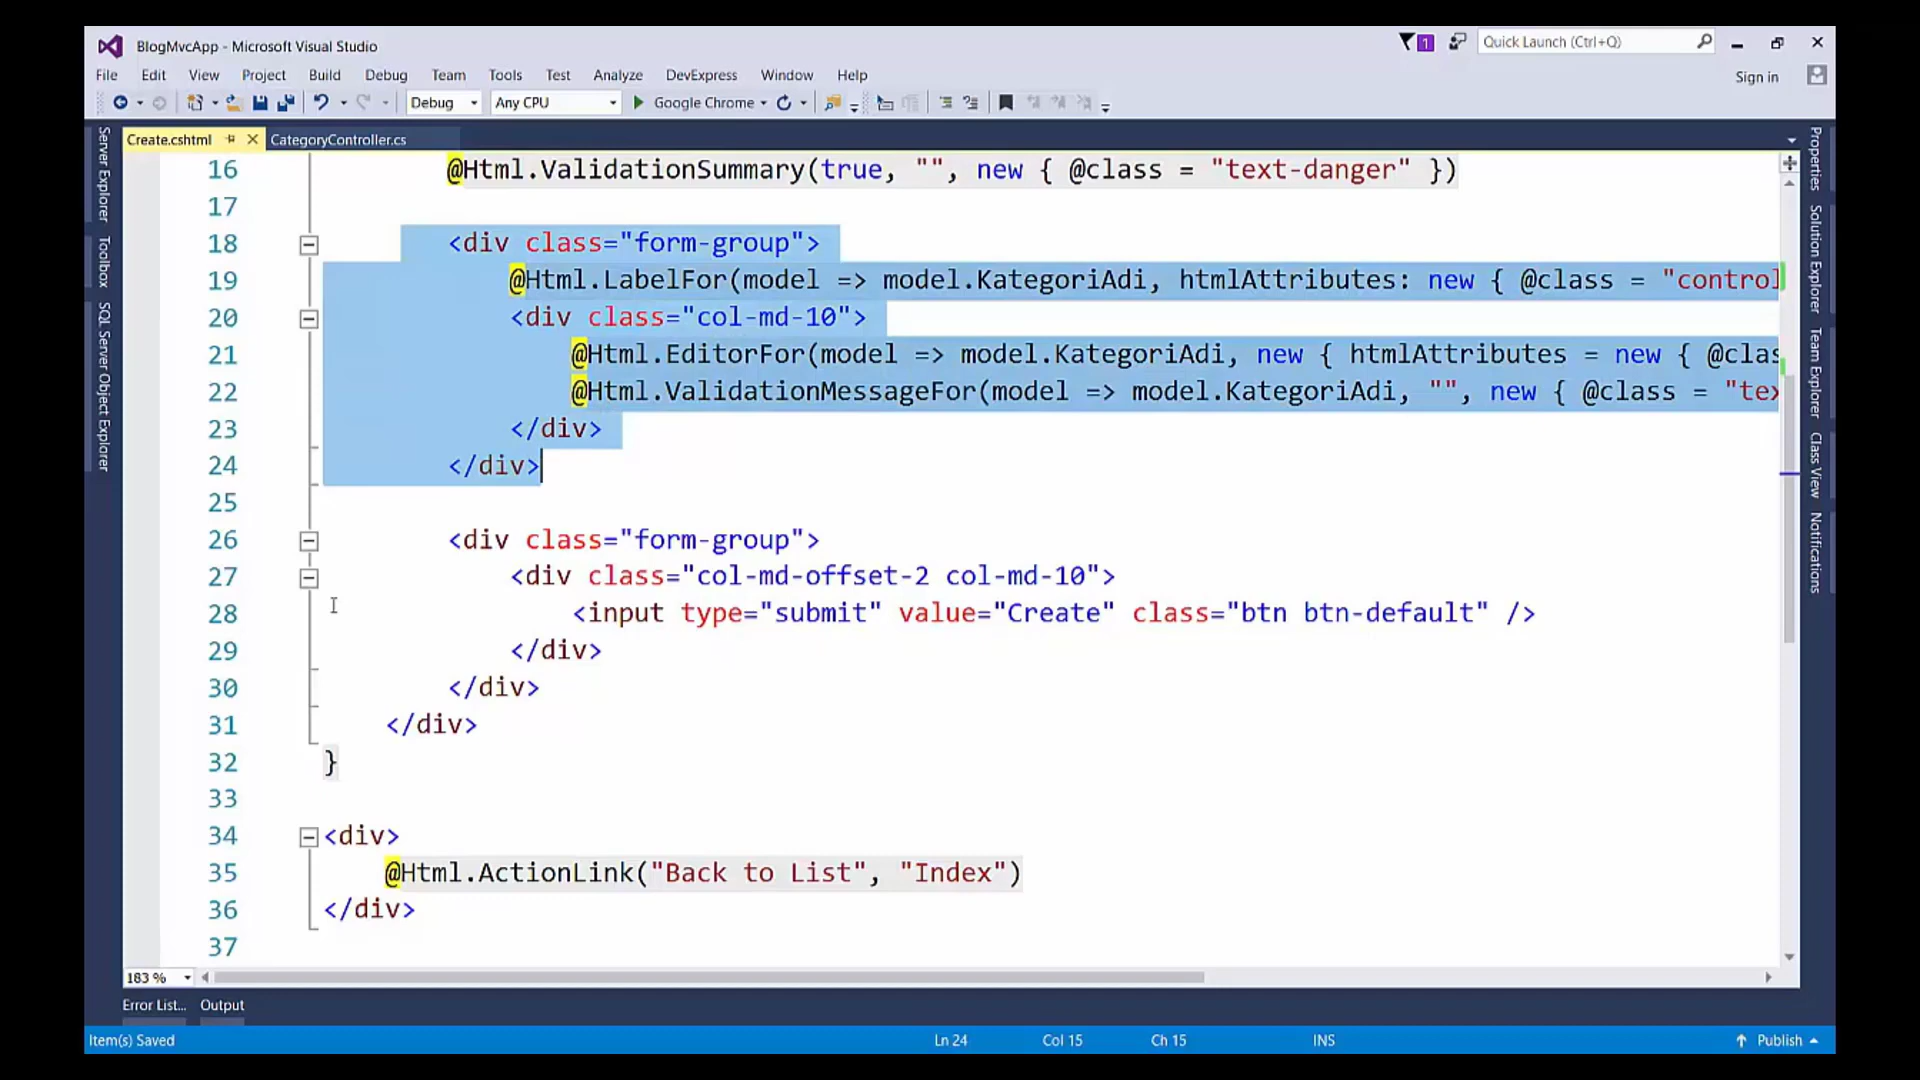 BlogMvcApp - Microsoft Visual Studio
1
Quick Launch (Ctrl+Q)
File Edit View Project Build Debug Team Tools Test Analyze DevExpress Window Help
Sign in
Debug Any CPU Google Chrome
Create.cshtml CategoryController.cs
Server Explorer
Toolbox
SQL Server Object Explorer
16 @Html.ValidationSummary(true, "", new { @class = "text-danger" })
17
18 <div class="form-group">
19 @Html.LabelFor(model => model.KategoriAdi, htmlAttributes: new { @class = "control
20 <div class="col-md-10">
21 @Html.EditorFor(model => model.KategoriAdi, new { htmlAttributes = new { @clas
22 @Html.ValidationMessageFor(model => model.KategoriAdi, "", new { @class = "tex
23 </div>
24 </div>
25
26 <div class="form-group">
27 <div class="col-md-offset-2 col-md-10">
28 <input type="submit" value="Create" class="btn btn-default" />
29 </div>
30 </div>
31 </div>
32 }
33
34 <div>
35 @Html.ActionLink("Back to List", "Index")
36 </div>
37
Properties
Solution Explorer
Team Explorer
Class View
Notifications
183 %
Error List... Output
Item(s) Saved Ln 24 Col 15 Ch 15 INS Publish